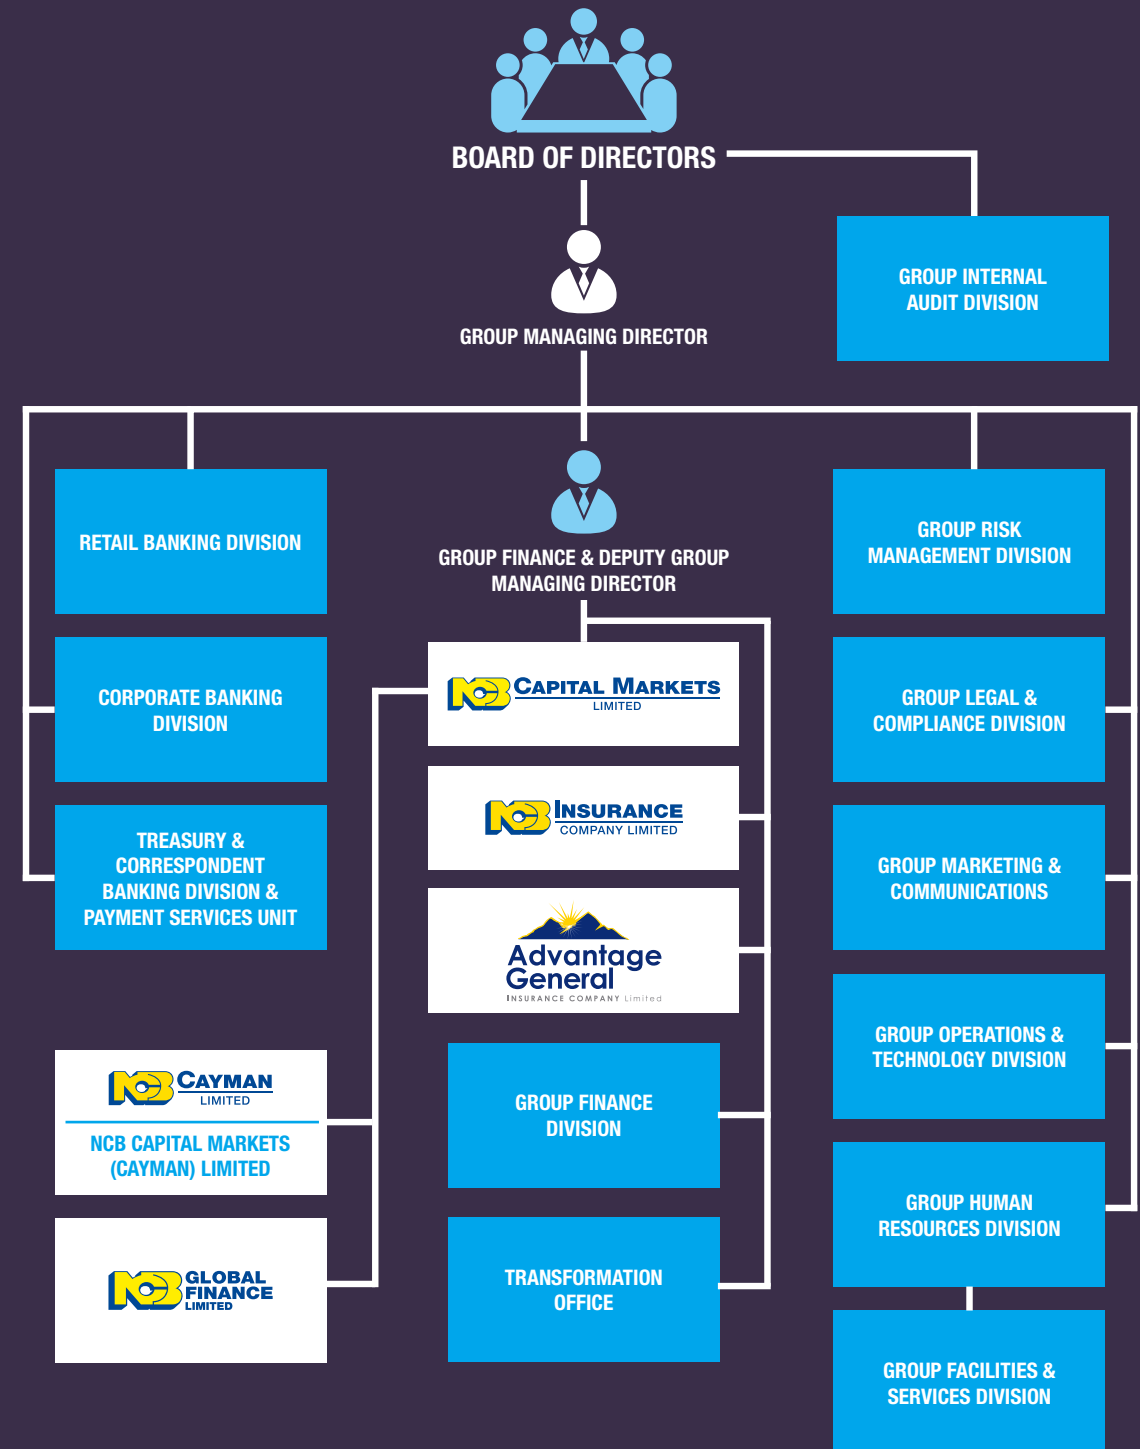 BOARD OF DIRECTORS
GROUP INTERNAL
AUDIT DIVISION
GROUP MANAGING DIRECTOR
RETAIL BANKING DIVISION
CORPORATE BANKING
DIVISION
TREASURY &
CORRESPONDENT
BANKING DIVISION &
PAYMENT SERVICES UNIT
NCB CAYMAN
LIMITED
NCB CAPITAL MARKETS
(CAYMAN) LIMITED
NCB GLOBAL
FINANCE
LIMITED
GROUP FINANCE & DEPUTY GROUP
MANAGING DIRECTOR
NCB CAPITAL MARKETS
LIMITED
NCB INSURANCE
COMPANY LIMITED
Advantage
General
INSURANCE COMPANY Limited
GROUP FINANCE
DIVISION
TRANSFORMATION
OFFICE
GROUP RISK
MANAGEMENT DIVISION
GROUP LEGAL &
COMPLIANCE DIVISION
GROUP MARKETING &
COMMUNICATIONS
GROUP OPERATIONS &
TECHNOLOGY DIVISION
GROUP HUMAN
RESOURCES DIVISION
GROUP FACILITIES &
SERVICES DIVISION